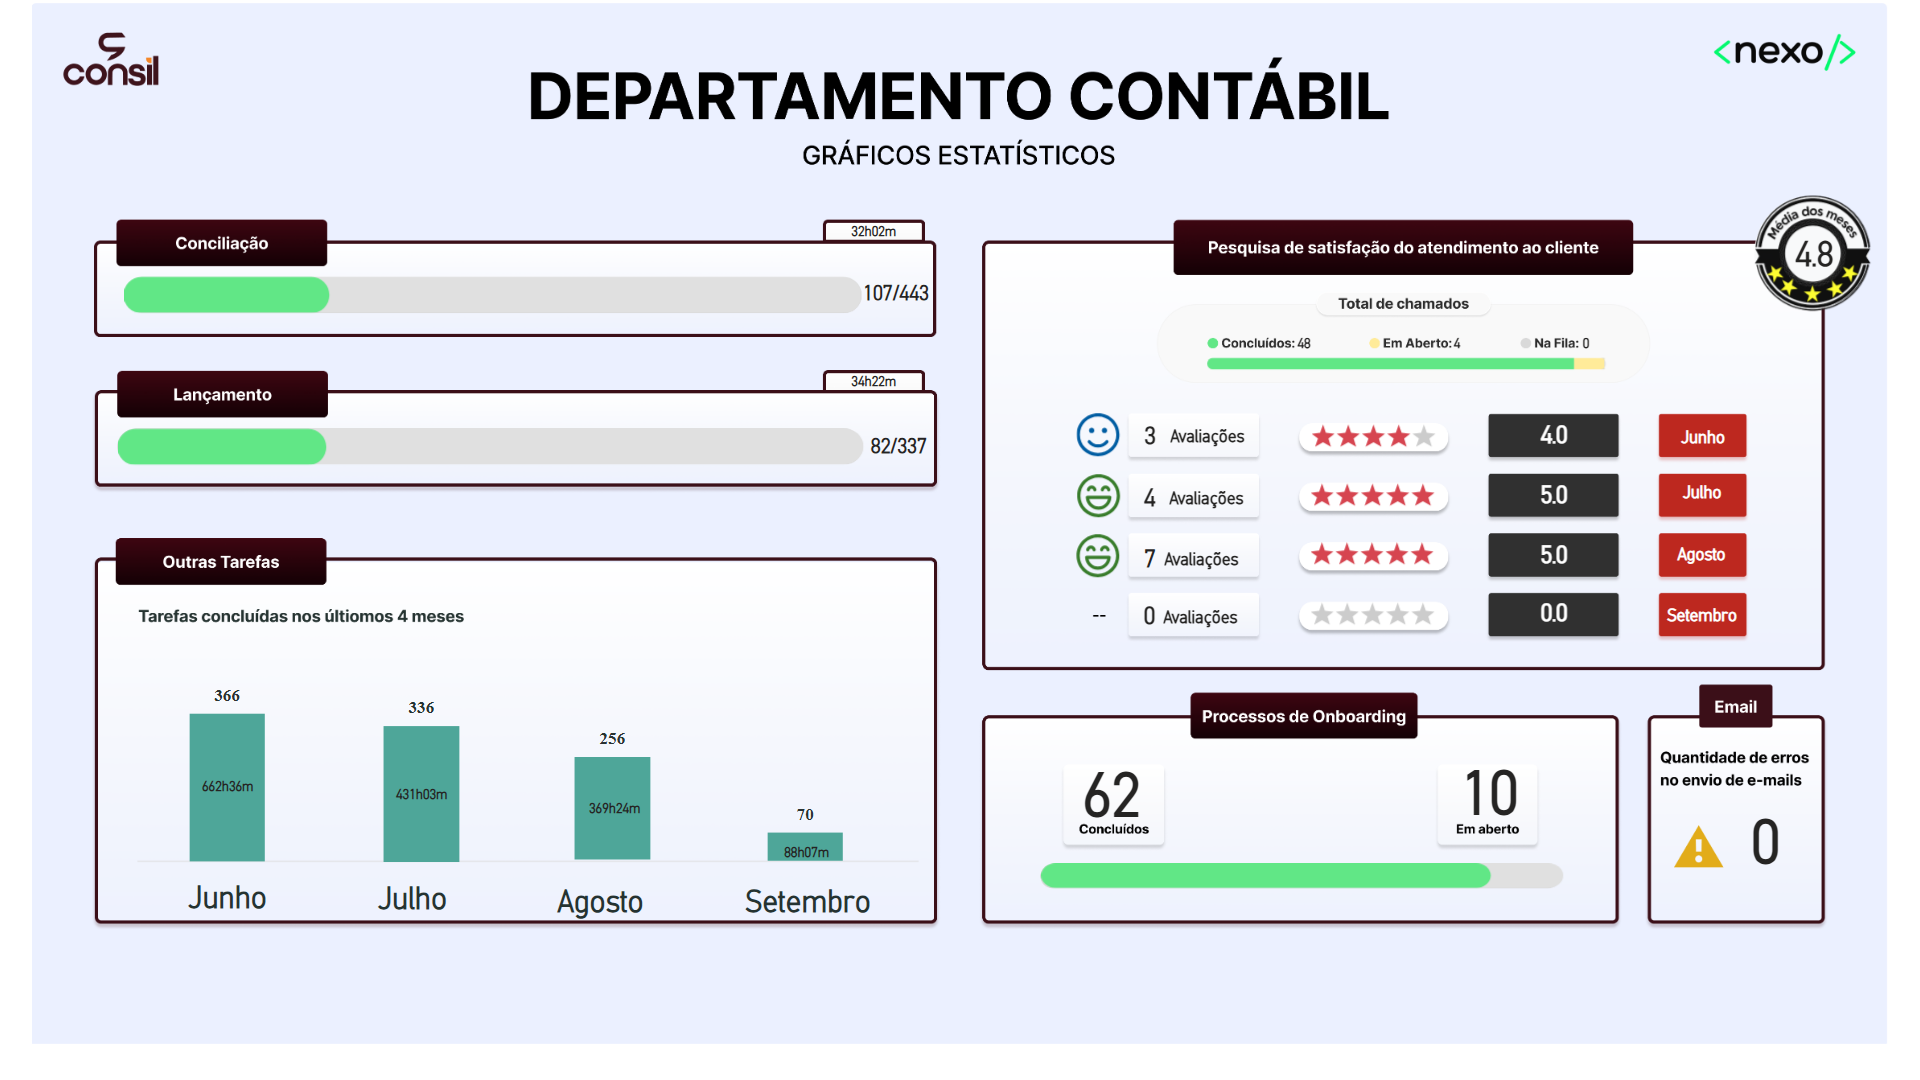 consil
<nexo/>
DEPARTAMENTO CONTÁBIL
GRÁFICOS ESTATÍSTICOS
Conciliação
32h02m
107/443
Lançamento
34h22m
82/337
Outras Tarefas
Tarefas concluídas nos últiomos 4 meses
366
336
256
70
662h36m
431h03m
369h24m
88h07m
Junho
Julho
Agosto
Setembro
Pesquisa de satisfação do atendimento ao cliente
Média dos meses
4.8
Total de chamados
Concluídos: 48
Em Aberto: 4
Na Fila: 0
3 Avaliações
4.0
Junho
4 Avaliações
5.0
Julho
7 Avaliações
5.0
Agosto
-- 0 Avaliações
0.0
Setembro
Processos de Onboarding
62
Concluídos
10
Em aberto
Email
Quantidade de erros
no envio de e-mails
0